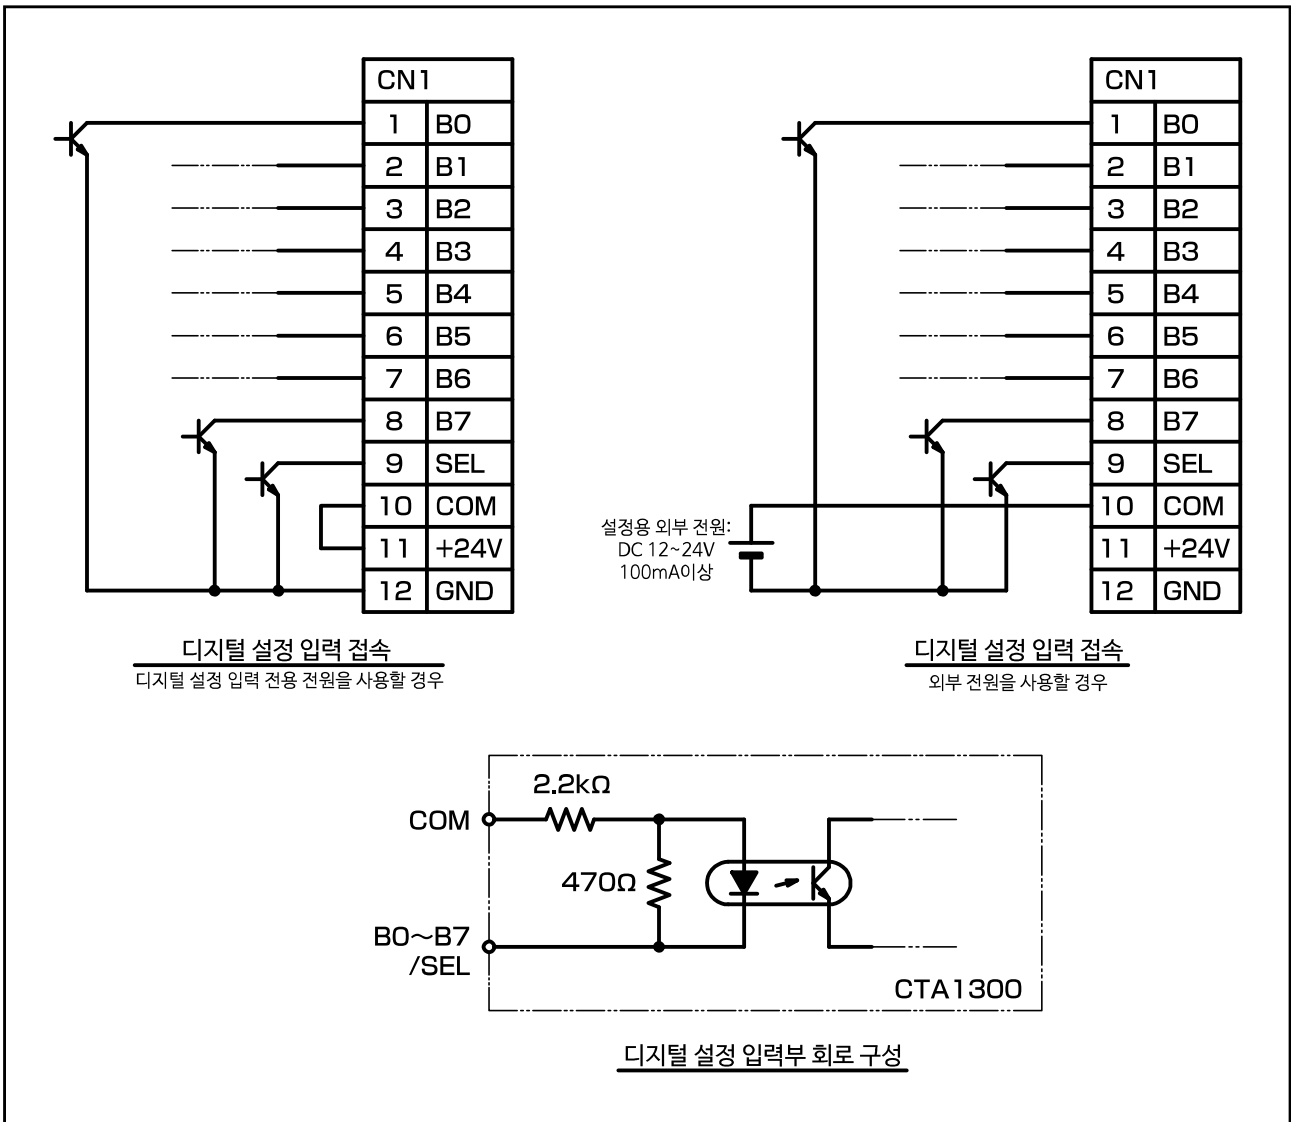 CN1
1 B0
2 B1
3 B2
4 B3
5 B4
6 B5
7 B6
8 B7
9 SEL
10 COM
11 +24V
12 GND
디지털 설정 입력 접속
디지털 설정 입력 전용 전원을 사용할 경우
CN1
1 B0
2 B1
3 B2
4 B3
5 B4
6 B5
7 B6
8 B7
9 SEL
10 COM
11 +24V
12 GND
설정용 외부 전원:
DC 12~24V
100mA이상
디지털 설정 입력 접속
외부 전원을 사용할 경우
2.2kΩ
COM
470Ω
B0~B7
/SEL
CTA1300
디지털 설정 입력부 회로 구성